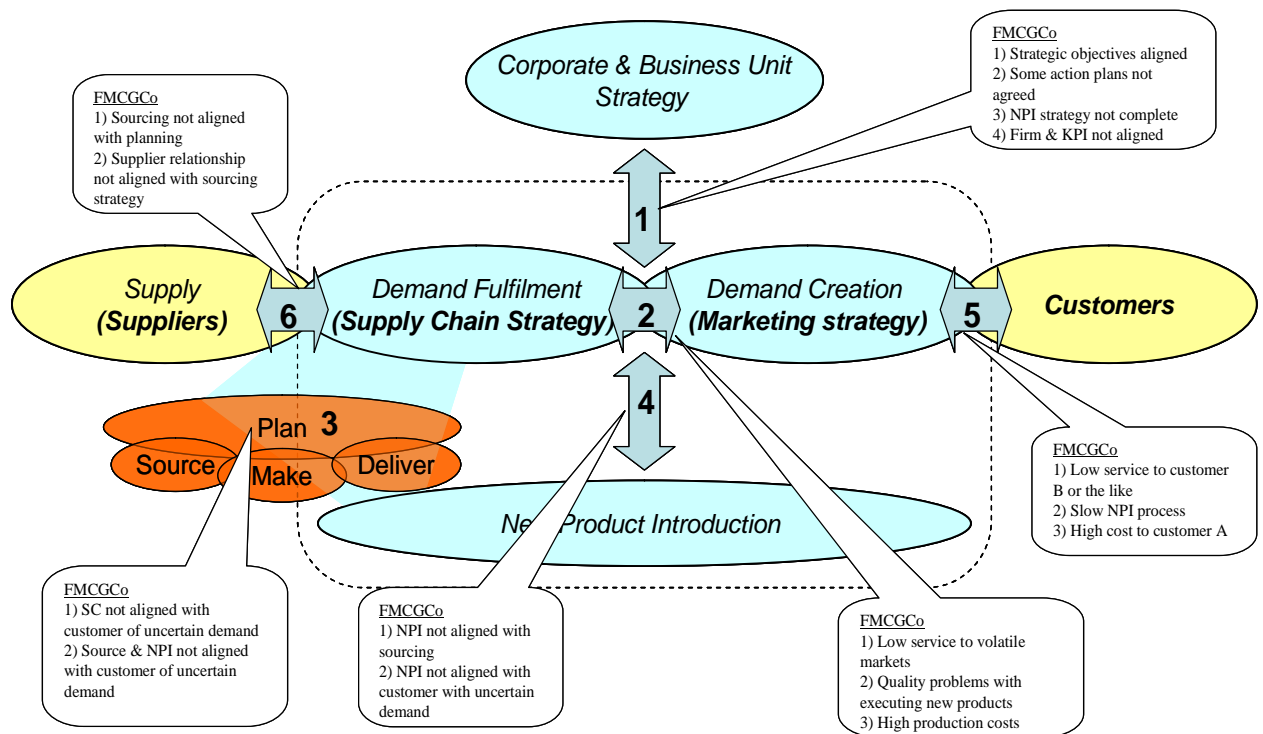 FMCGCo
1) Strategic objectives aligned
2) Some action plans not
agreed
3) NPI strategy not complete
4) Firm & KPI not aligned
Corporate & Business Unit
Strategy
FMCGCo
1) Sourcing not aligned
with planning
2) Supplier relationship
not aligned with sourcing
strategy
1
Supply
(Suppliers)
6
Demand Fulfilment
(Supply Chain Strategy)
2
Demand Creation
(Marketing strategy)
5
Customers
4
Plan
3
Source
Make
Deliver
New Product Introduction
FMCGCo
1) Low service to customer
B or the like
2) Slow NPI process
3) High cost to customer A
FMCGCo
1) SC not aligned with
customer of uncertain demand
2) Source & NPI not aligned
with customer of uncertain
demand
FMCGCo
1) NPI not aligned with
sourcing
2) NPI not aligned with
customer with uncertain
demand
FMCGCo
1) Low service to volatile
markets
2) Quality problems with
executing new products
3) High production costs